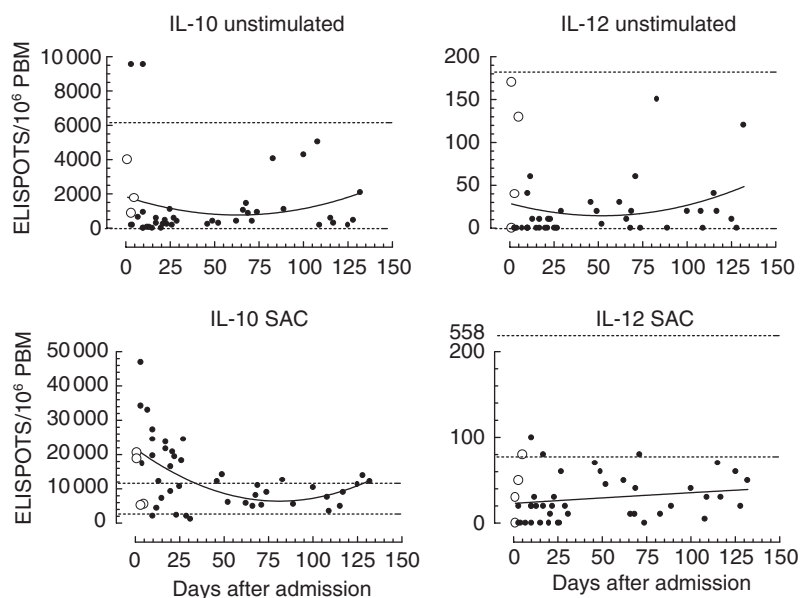 IL-10 unstimulated
ELISPOTS/10⁶ PBM
10 000
8000
6000
4000
2000
0
0 25 50 75 100 125 150
IL-12 unstimulated
200
150
100
50
0
0 25 50 75 100 125 150
IL-10 SAC
ELISPOTS/10⁶ PBM
50 000
40 000
30 000
20 000
10 000
0
0 25 50 75 100 125 150
Days after admission
IL-12 SAC
558
200
100
0
0 25 50 75 100 125 150
Days after admission